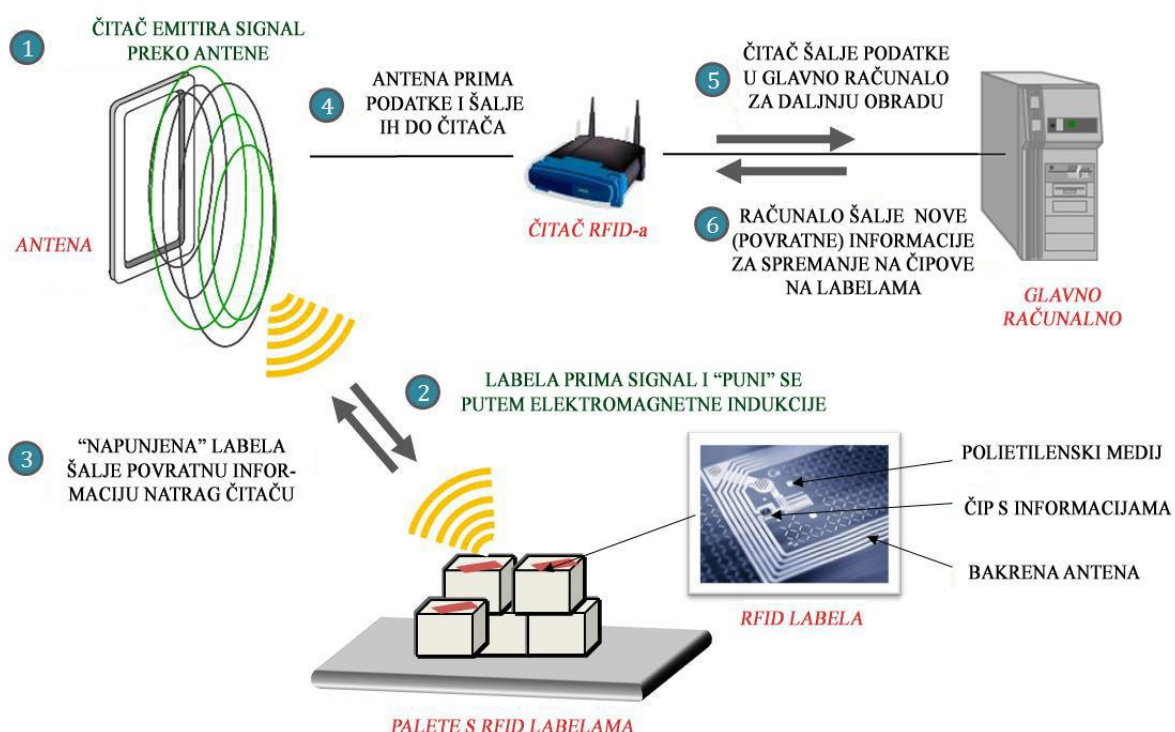 1
ČITAČ EMITIRA SIGNAL
PREKO ANTENE
ANTENA
4
ANTENA PRIMA
PODATKE I ŠALJE
IH DO ČITAČA
ČITAČ RFID-a
5
ČITAČ ŠALJE PODATKE
U GLAVNO RAČUNALO
ZA DALJNJU OBRADU
6
RAČUNALO ŠALJE NOVE
(POVRATNE) INFORMACIJE
ZA SPREMANJE NA ČIPOVE
NA LABELAMA
GLAVNO
RAČUNALNO
2
LABELA PRIMA SIGNAL I “PUNI” SE
PUTEM ELEKTROMAGNETNE INDUKCIJE
3
“NAPUNJENA” LABELA
ŠALJE POVRATNU INFOR-
MACIJU NATRAG ČITAČU
POLIETILENSKI MEDIJ
ČIP S INFORMACIJAMA
BAKRENA ANTENA
RFID LABELA
PALETE S RFID LABELAMA